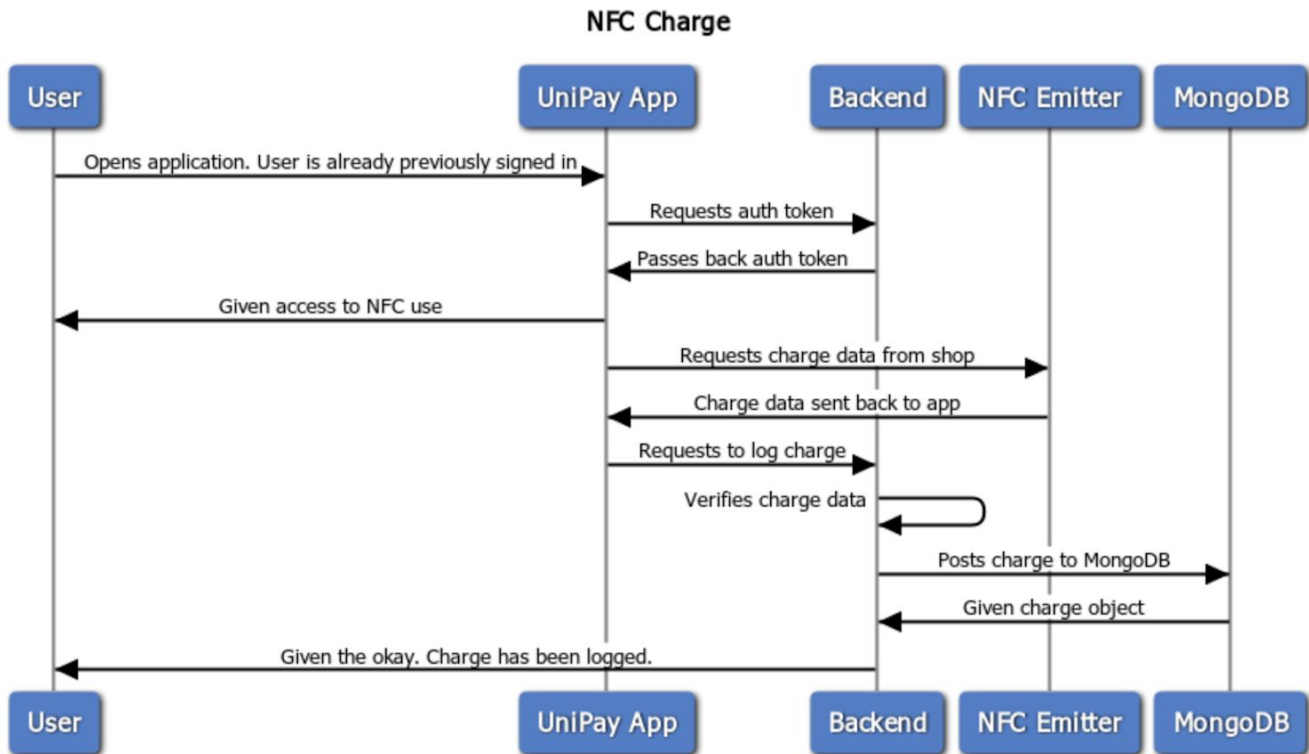 NFC Charge
User
UniPay App
Backend
NFC Emitter
MongoDB
Opens application. User is already previously signed in
Requests auth token
Passes back auth token
Given access to NFC use
Requests charge data from shop
Charge data sent back to app
Requests to log charge
Verifies charge data
Posts charge to MongoDB
Given charge object
Given the okay. Charge has been logged.
User
UniPay App
Backend
NFC Emitter
MongoDB